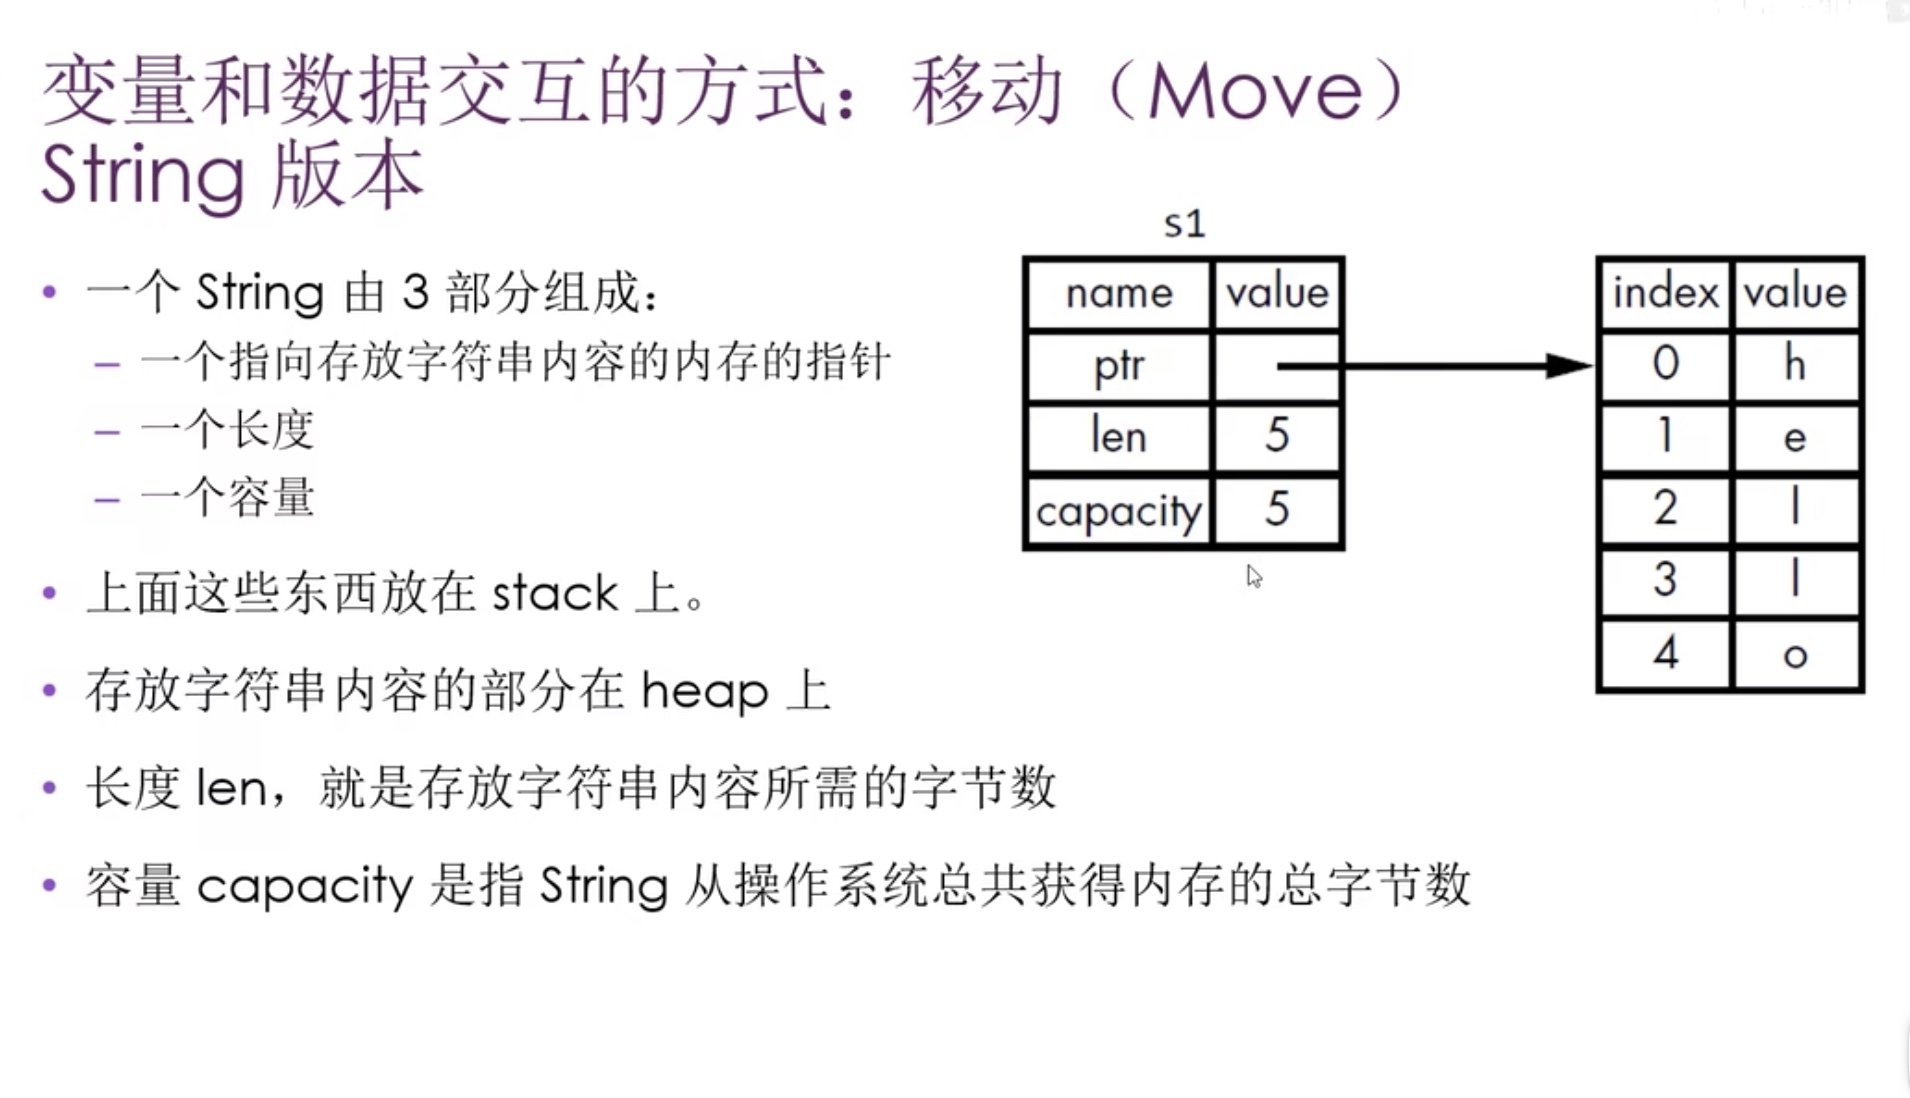 变量和数据交互的方式：移动（Move）
String 版本
• 一个 String 由 3 部分组成：
– 一个指向存放字符串内容的内存的指针
– 一个长度
– 一个容量
• 上面这些东西放在 stack 上。
• 存放字符串内容的部分在 heap 上
• 长度 len，就是存放字符串内容所需的字节数
• 容量 capacity 是指 String 从操作系统总共获得内存的总字节数
s1
name value
ptr
len 5
capacity 5
index value
0 h
1 e
2 l
3 l
4 o